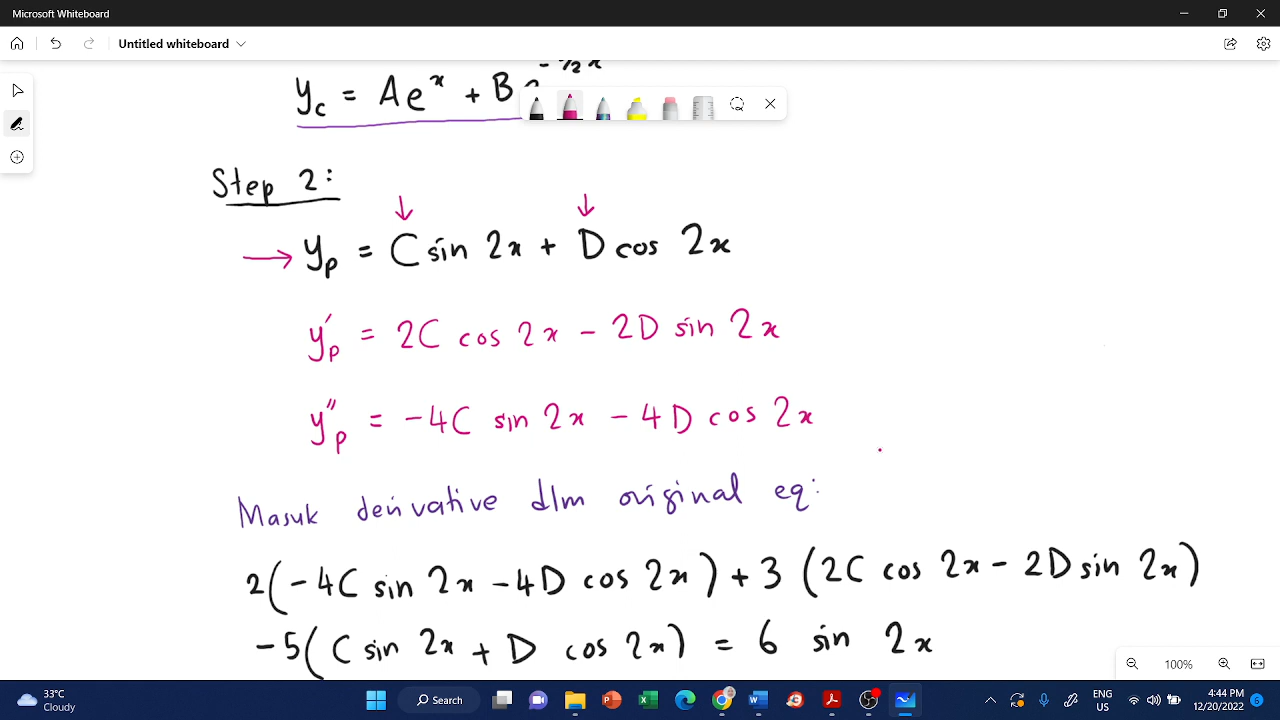 Microsoft Whiteboard
Untitled whiteboard
y_c = Ae^x + B
Step 2:
y_p = C sin 2x + D cos 2x
y'_p = 2C cos 2x - 2D sin 2x
y''_p = -4C sin 2x - 4D cos 2x
Masuk derivative dlm original eq:
2(-4C sin 2x - 4D cos 2x) + 3 (2C cos 2x - 2D sin 2x)
-5(C sin 2x + D cos 2x) = 6 sin 2x
100%
33°C
Cloudy
Search
ENG
US
4:44 PM
12/20/2022
5